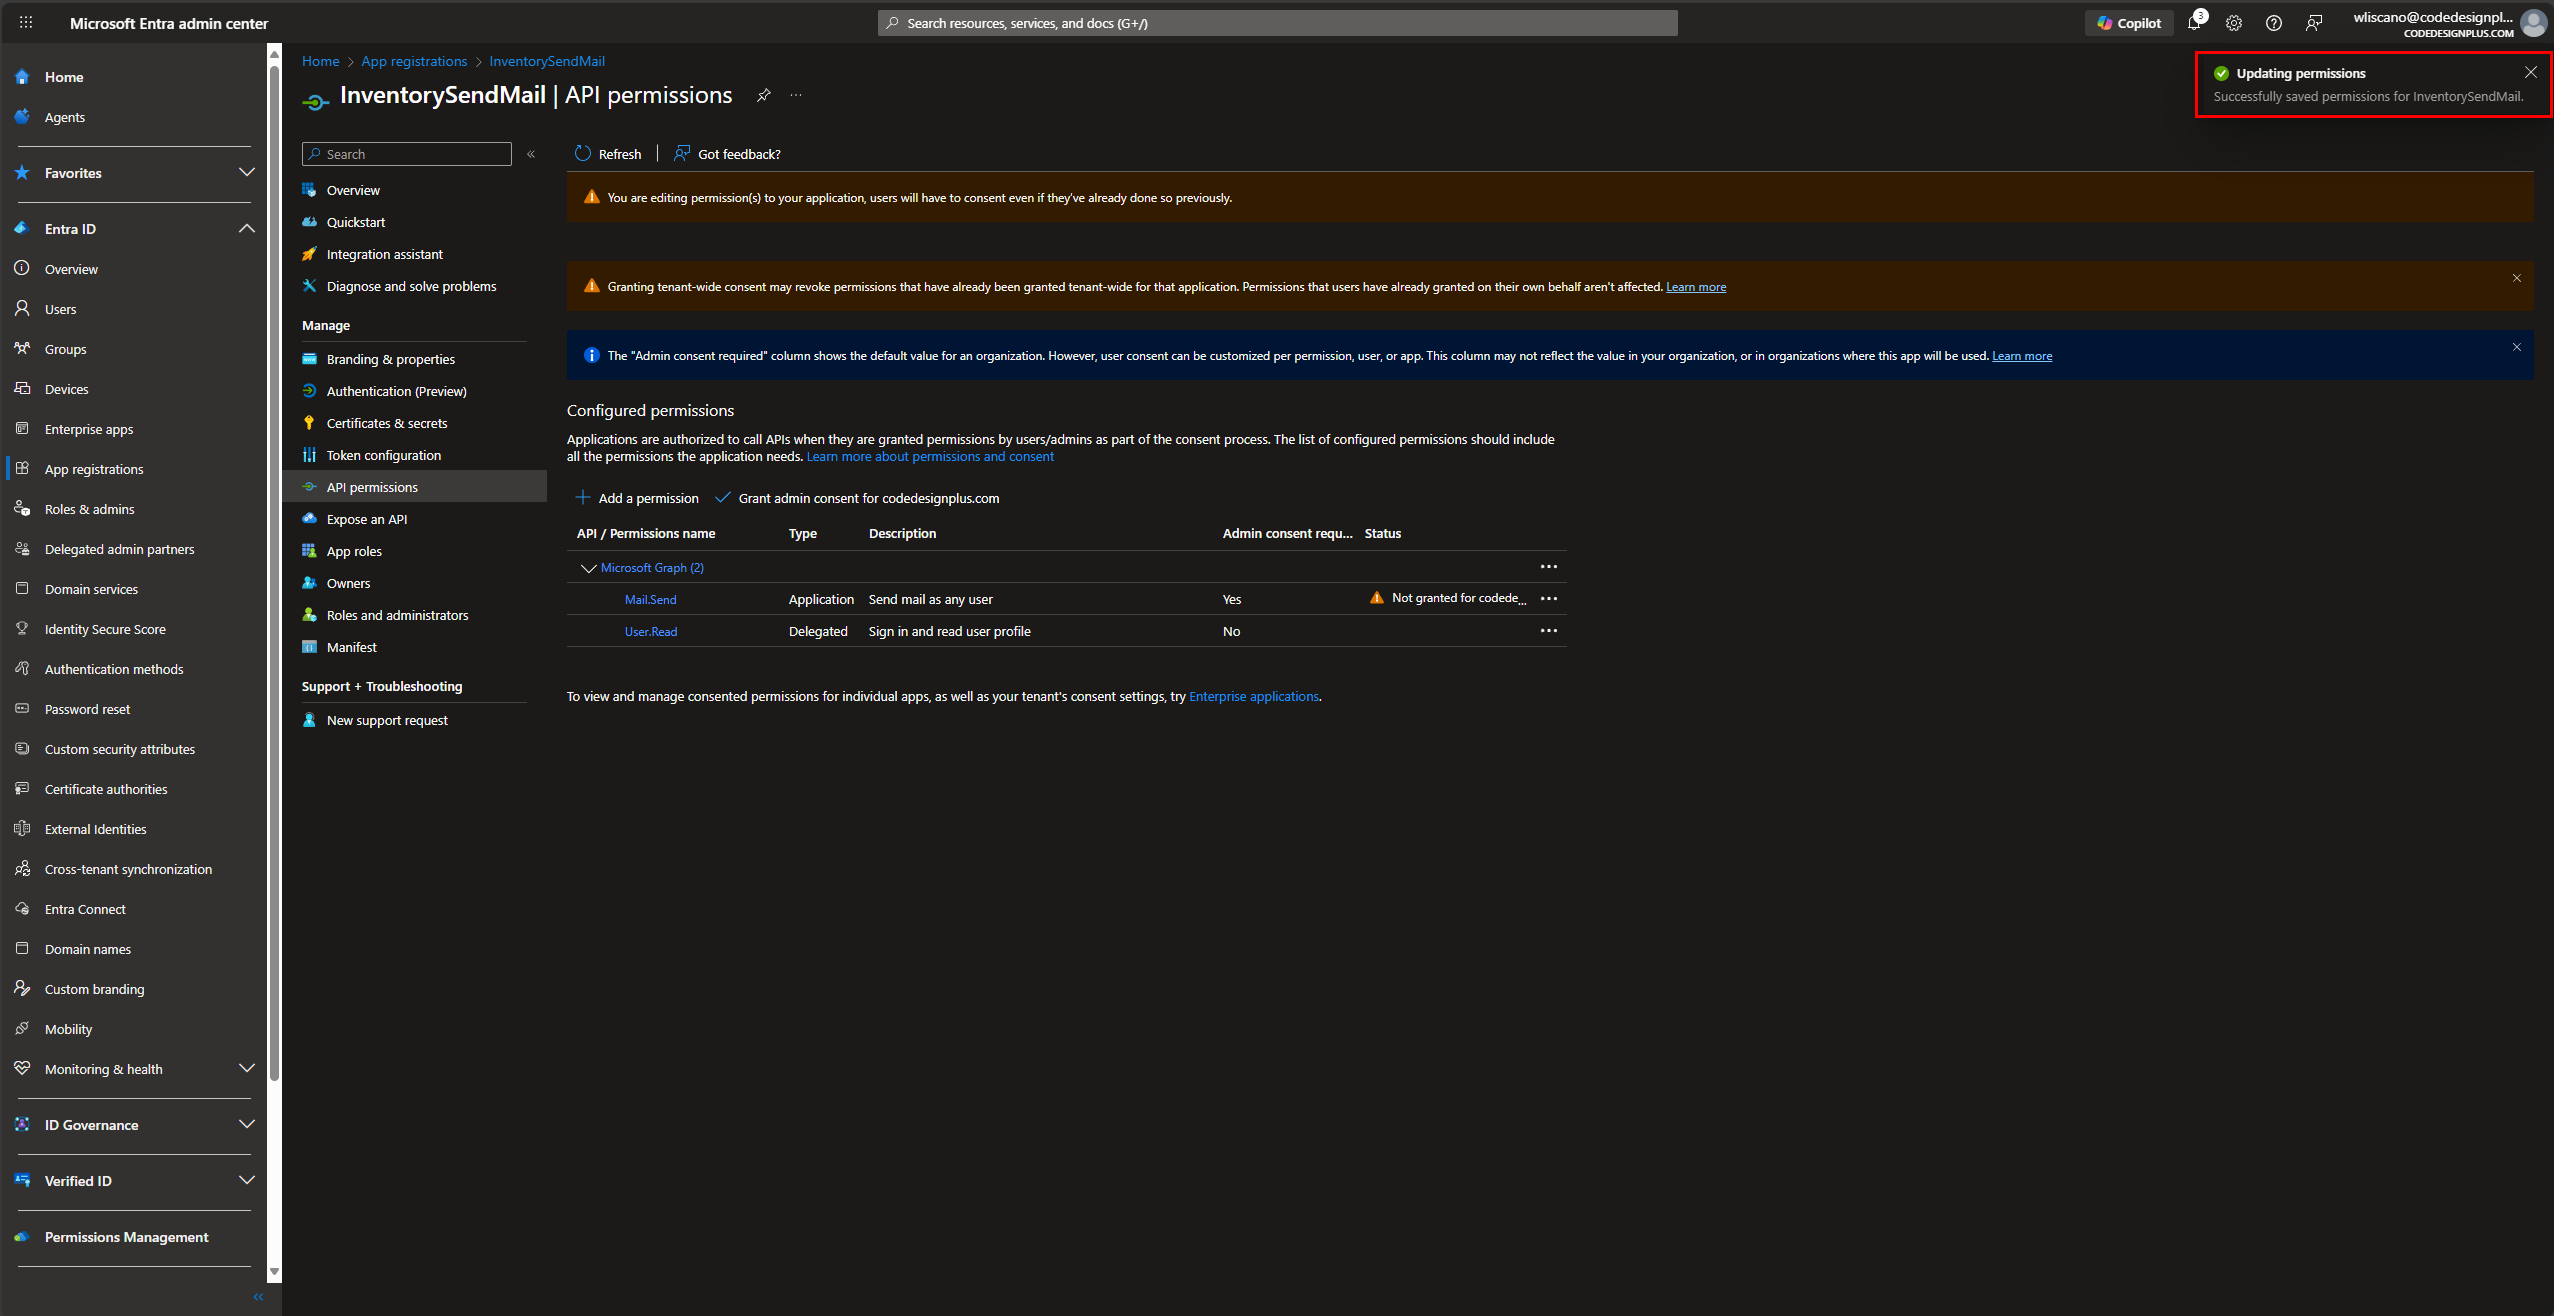 Microsoft Entra admin center
Search resources, services, and docs (G+/)
Copilot
3
wliscano@codedesignpl...
CODEDESIGNPLUS.COM
Home
Agents
Favorites
Entra ID
Overview
Users
Groups
Devices
Enterprise apps
App registrations
Roles & admins
Delegated admin partners
Domain services
Identity Secure Score
Authentication methods
Password reset
Custom security attributes
Certificate authorities
External Identities
Cross-tenant synchronization
Entra Connect
Domain names
Custom branding
Mobility
Monitoring & health
ID Governance
Verified ID
Permissions Management
Home > App registrations > InventorySendMail
InventorySendMail | API permissions
Updating permissions
Successfully saved permissions for InventorySendMail.
Search
Overview
Quickstart
Integration assistant
Diagnose and solve problems
Manage
Branding & properties
Authentication (Preview)
Certificates & secrets
Token configuration
API permissions
Expose an API
App roles
Owners
Roles and administrators
Manifest
Support + Troubleshooting
New support request
Refresh | Got feedback?
You are editing permission(s) to your application, users will have to consent even if they've already done so previously.
Granting tenant-wide consent may revoke permissions that have already been granted tenant-wide for that application. Permissions that users have already granted on their own behalf aren't affected. Learn more
The "Admin consent required" column shows the default value for an organization. However, user consent can be customized per permission, user, or app. This column may not reflect the value in your organization, or in organizations where this app will be used. Learn more
Configured permissions
Applications are authorized to call APIs when they are granted permissions by users/admins as part of the consent process. The list of configured permissions should include
all the permissions the application needs. Learn more about permissions and consent
Add a permission Grant admin consent for codedesignplus.com
API / Permissions name Type Description Admin consent requ... Status
Microsoft Graph (2)
Mail.Send Application Send mail as any user Yes Not granted for codede...
User.Read Delegated Sign in and read user profile No
To view and manage consented permissions for individual apps, as well as your tenant's consent settings, try Enterprise applications.